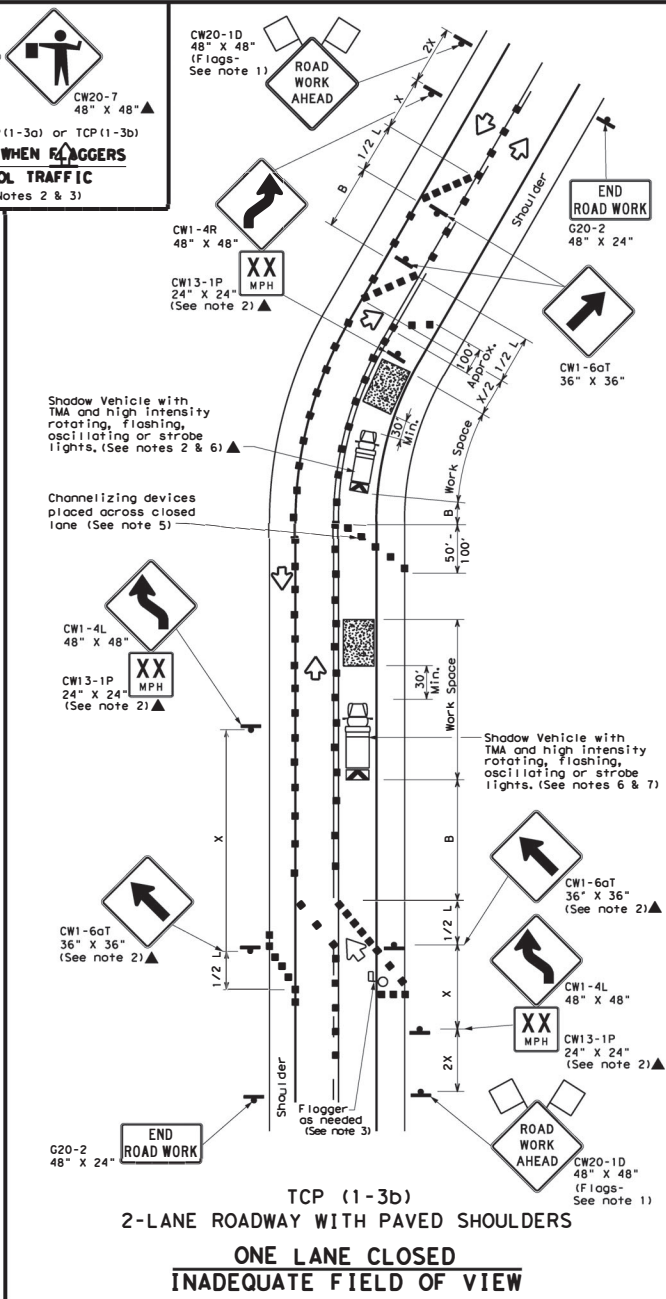 CW20-7
48" X 48"▲
(1-3a) or TCP(1-3b)
WHEN FLAGGERS
OL TRAFFIC
Notes 2 & 3)
CW20-1D
48" X 48"
(Flags-
See note 1)
ROAD
WORK
AHEAD
2X
X
1/2 L
B
Shoulder
END
ROAD WORK
G20-2
48" X 24"
CW1-4R
48" X 48"
XX
MPH
CW13-1P
24" X 24"
(See note 2)▲
CW1-6aT
36" X 36"
100'
Approx.
1/2 L
X/2
30'
Min.
Work Space
B
50'-
100'
Shadow Vehicle with
TMA and high intensity
rotating, flashing,
oscillating or strobe
lights. (See notes 2 & 6)▲
Channelizing devices
placed across closed
lane (See note 5)
CW1-4L
48" X 48"
XX
MPH
CW13-1P
24" X 24"
(See note 2)▲
30'
Min.
Work Space
Shadow Vehicle with
TMA and high intensity
rotating, flashing,
oscillating or strobe
lights. (See notes 6 & 7)
X
B
CW1-6aT
36" X 36"
(See note 2)▲
1/2 L
CW1-6aT
36" X 36"
(See note 2)▲
1/2 L
X
CW1-4L
48" X 48"
XX
MPH
CW13-1P
24" X 24"
(See note 2)▲
2X
Shoulder
Flagger
as needed
(See note 3)
G20-2
48" X 24"
END
ROAD WORK
ROAD
WORK
AHEAD
CW20-1D
48" X 48"
(Flags-
See note 1)
TCP (1-3b)
2-LANE ROADWAY WITH PAVED SHOULDERS
ONE LANE CLOSED
INADEQUATE FIELD OF VIEW